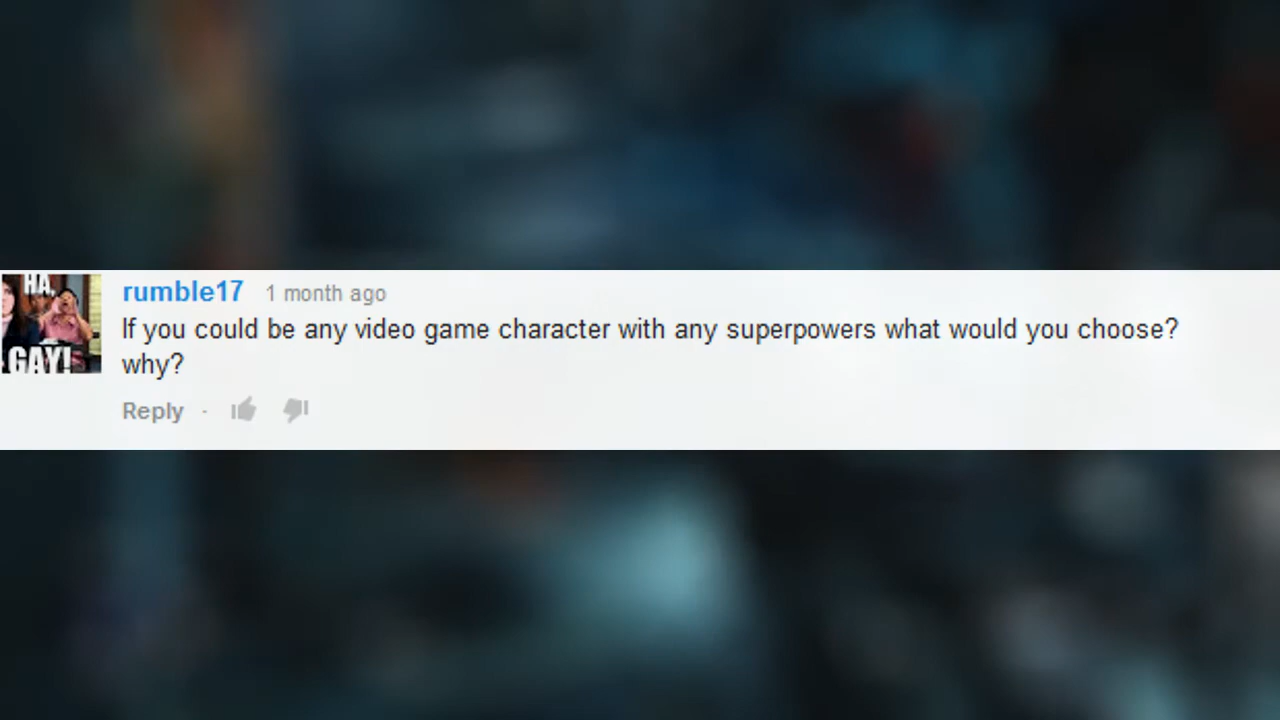 HA,
GAY!
rumble17 1 month ago
If you could be any video game character with any superpowers what would you choose?
why?
Reply ·